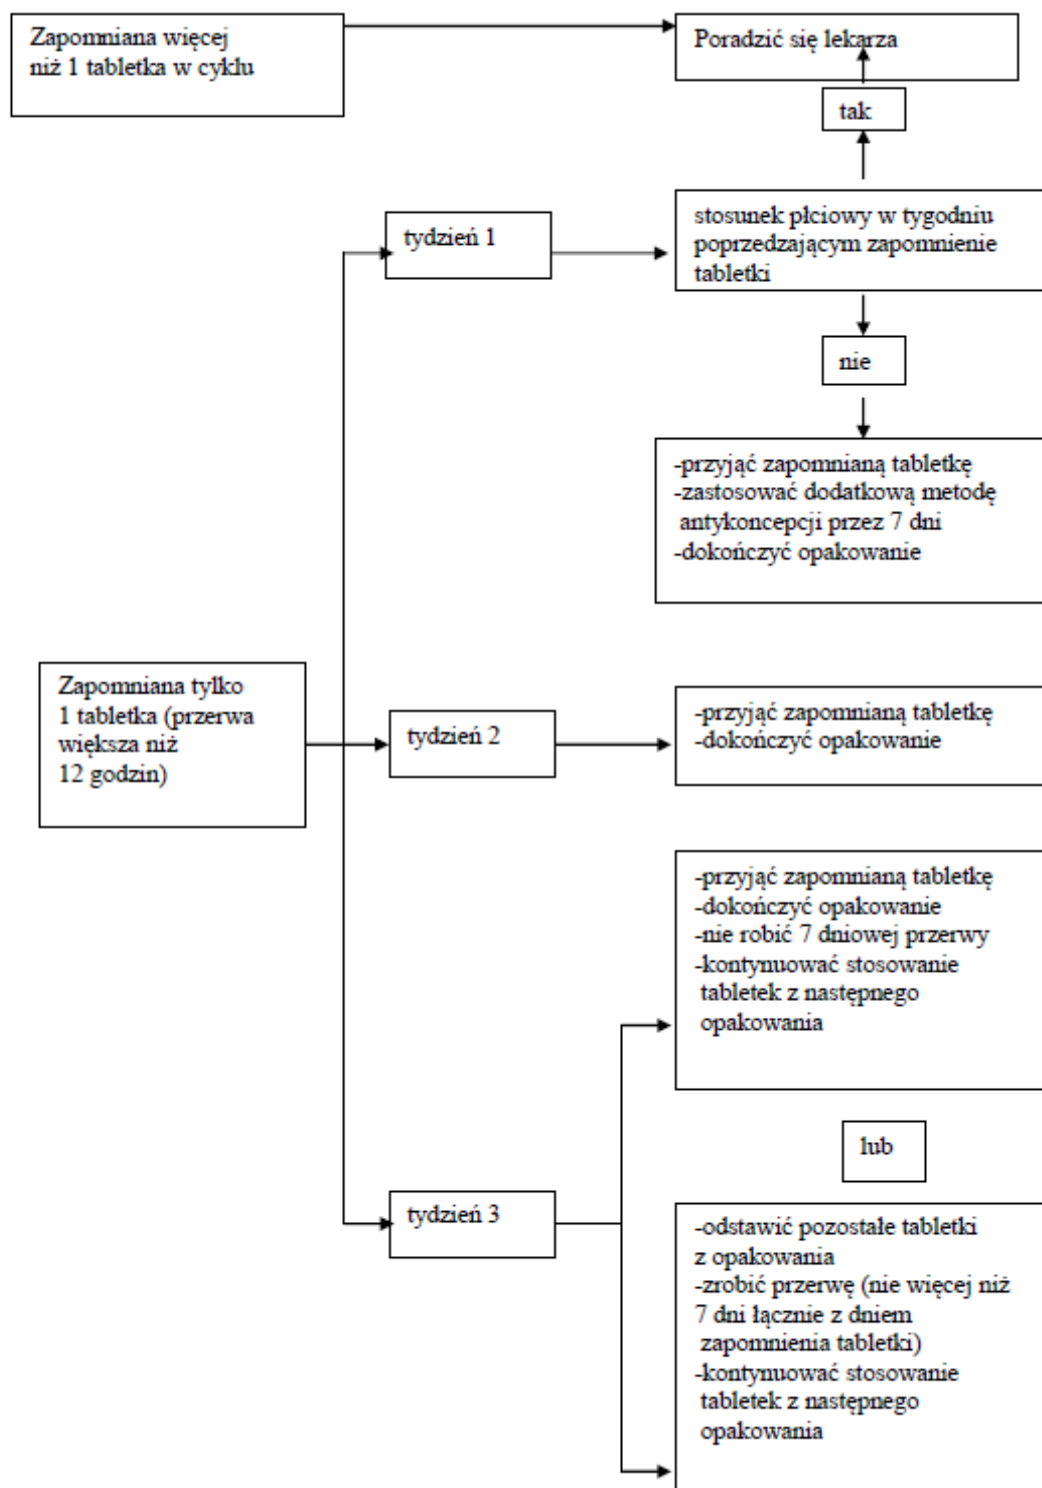 Zapomniana więcej
niż 1 tabletka w cyklu
Poradzić się lekarza
tak
stosunek płciowy w tygodniu
poprzedzającym zapomnienie
tabletki
tydzień 1
nie
-przyjąć zapomnianą tabletkę
-zastosować dodatkową metodę
antykoncepcji przez 7 dni
-dokończyć opakowanie
Zapomniana tylko
1 tabletka (przerwa
większa niż
12 godzin)
tydzień 2
-przyjąć zapomnianą tabletkę
-dokończyć opakowanie
-przyjąć zapomnianą tabletkę
-dokończyć opakowanie
-nie robić 7 dniowej przerwy
-kontynuować stosowanie
tabletek z następnego
opakowania
lub
tydzień 3
-odstawić pozostałe tabletki
z opakowania
-zrobić przerwę (nie więcej niż
7 dni łącznie z dniem
zapomnienia tabletki)
-kontynuować stosowanie
tabletek z następnego
opakowania